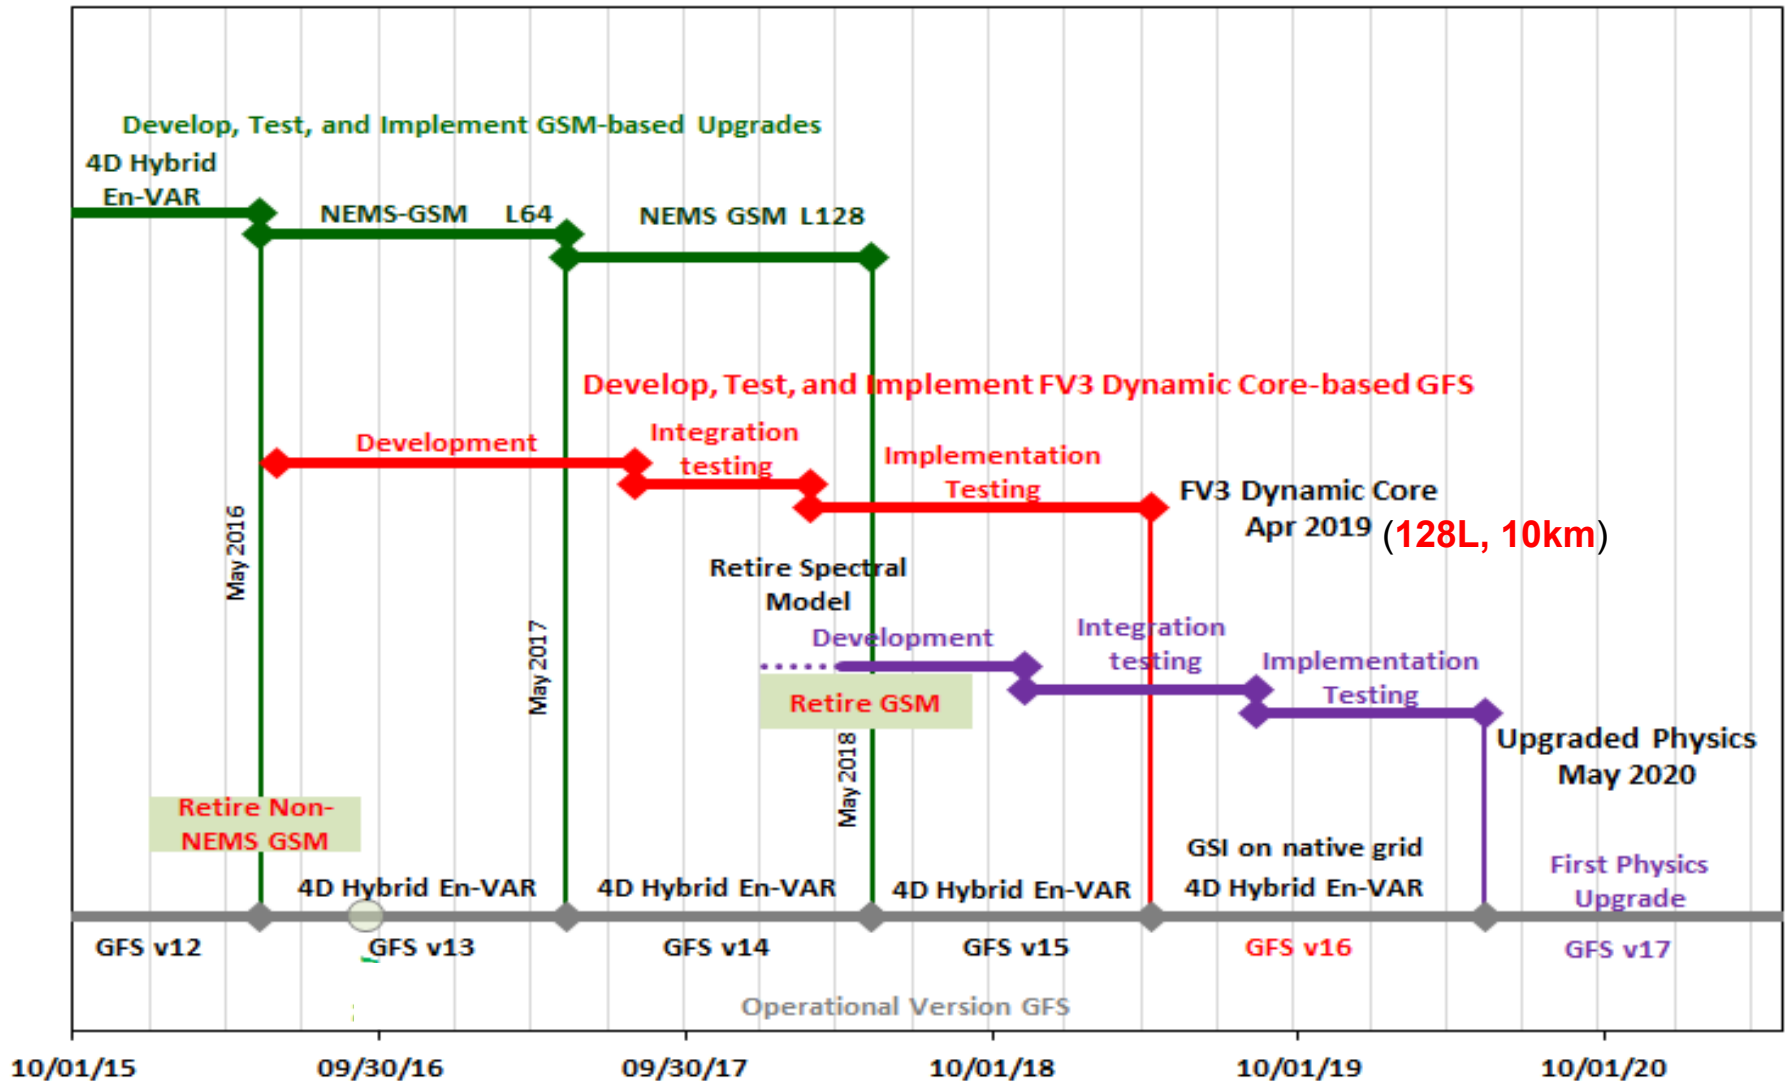 Develop, Test, and Implement GSM-based Upgrades
4D Hybrid
En-VAR
NEMS-GSM L64
NEMS GSM L128
Develop, Test, and Implement FV3 Dynamic Core-based GFS
Development
Integration
testing
Implementation
Testing
FV3 Dynamic Core
Apr 2019 (128L, 10km)
May 2016
May 2017
May 2018
Retire Spectral
Model
Development
Integration
testing
Implementation
Testing
Retire GSM
Upgraded Physics
May 2020
Retire Non-
NEMS GSM
4D Hybrid En-VAR
4D Hybrid En-VAR
4D Hybrid En-VAR
GSI on native grid
4D Hybrid En-VAR
First Physics
Upgrade
GFS v12
GFS v13
GFS v14
GFS v15
GFS v16
GFS v17
Operational Version GFS
10/01/15
09/30/16
09/30/17
10/01/18
10/01/19
10/01/20